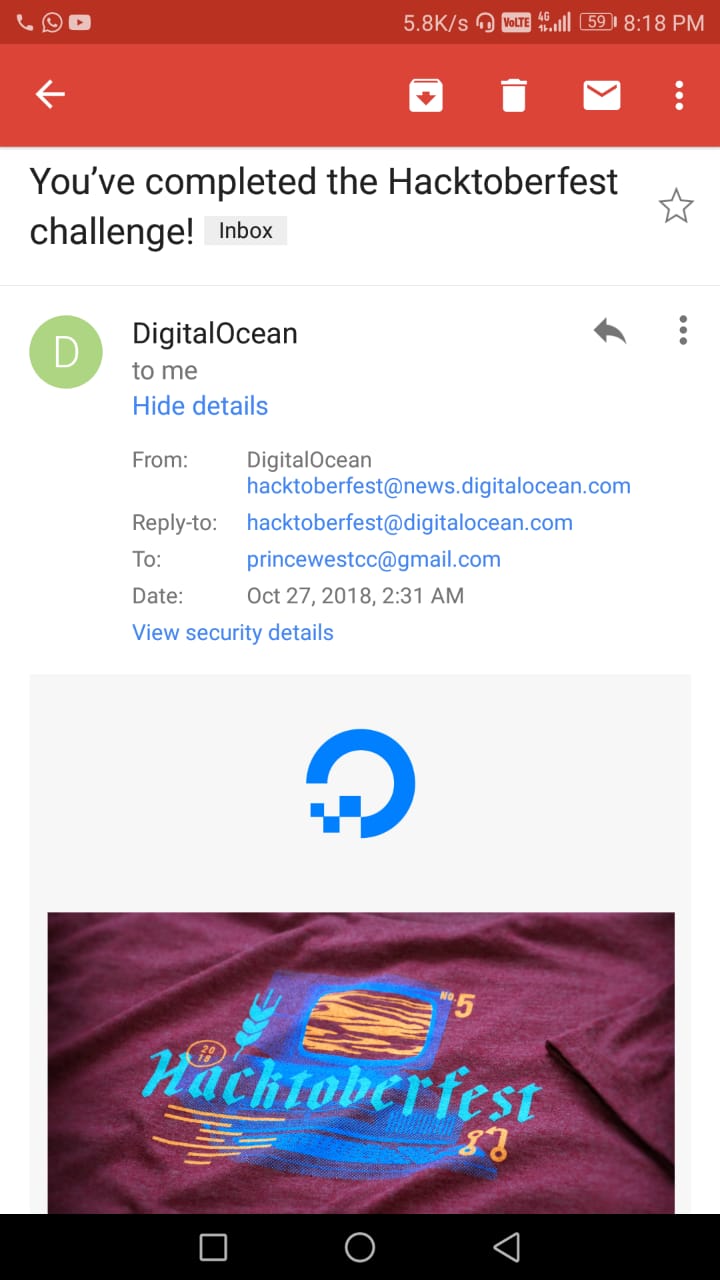 5.8K/s VoLTE 4G 59 8:18 PM
You’ve completed the Hacktoberfest
challenge! Inbox
D
DigitalOcean
to me
Hide details
From: DigitalOcean
hacktoberfest@news.digitalocean.com
Reply-to: hacktoberfest@digitalocean.com
To: princewestcc@gmail.com
Date: Oct 27, 2018, 2:31 AM
View security details
No. 5
20
18
Hacktoberfest